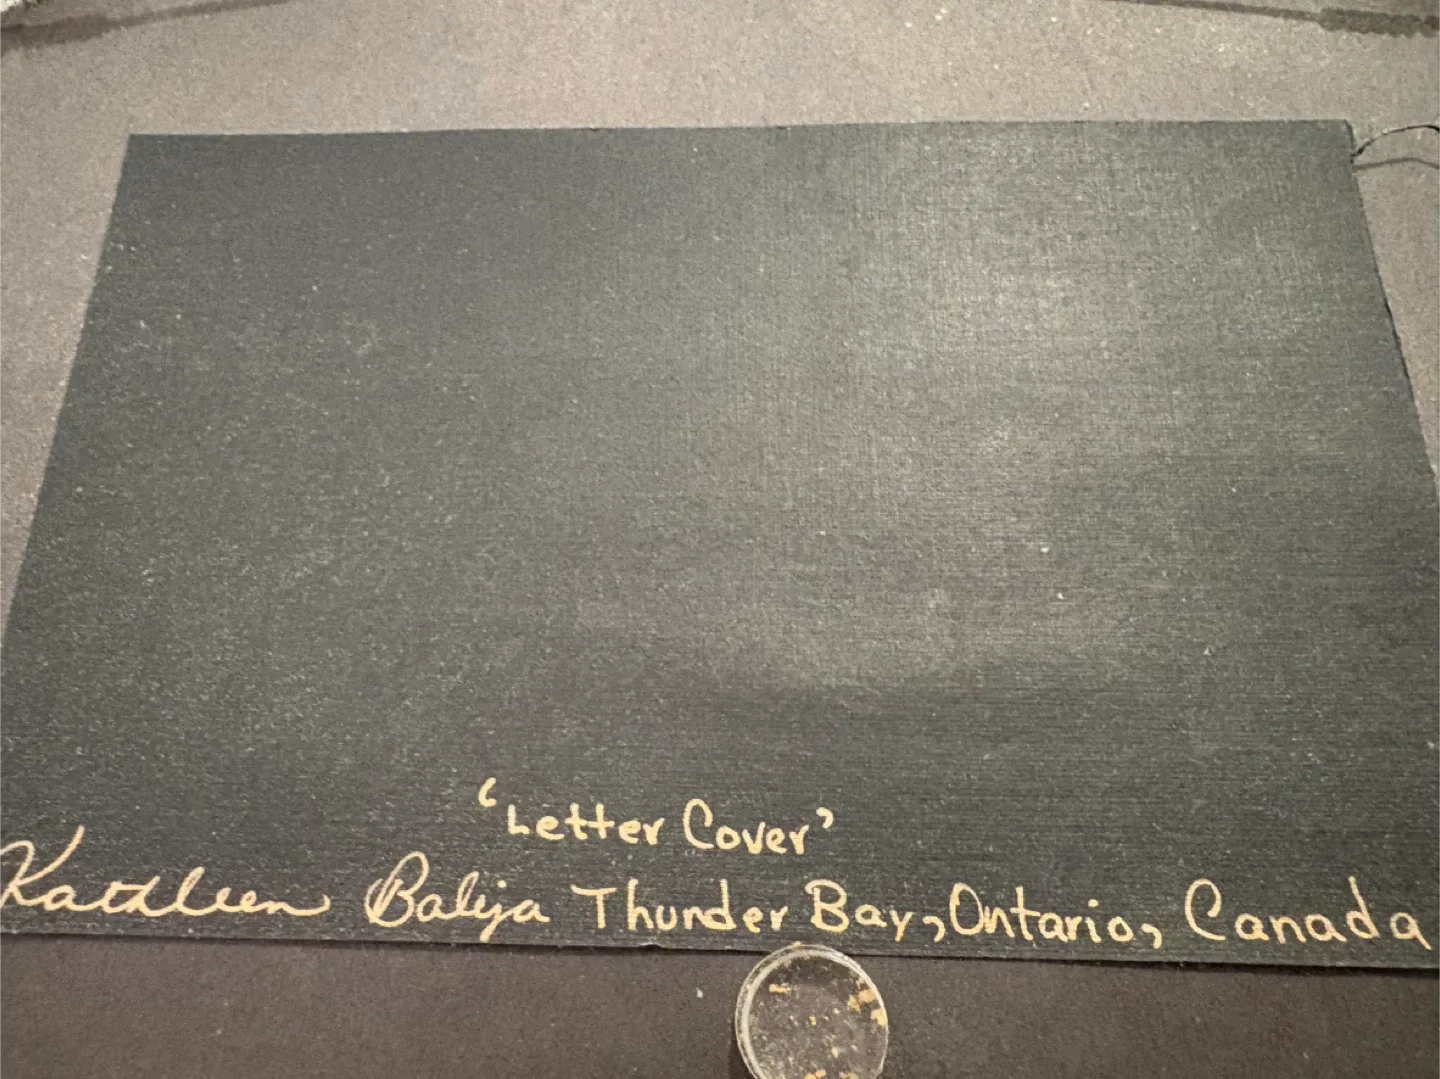 'Letter Cover'
Kathleen Balija Thunder Bay, Ontario, Canada